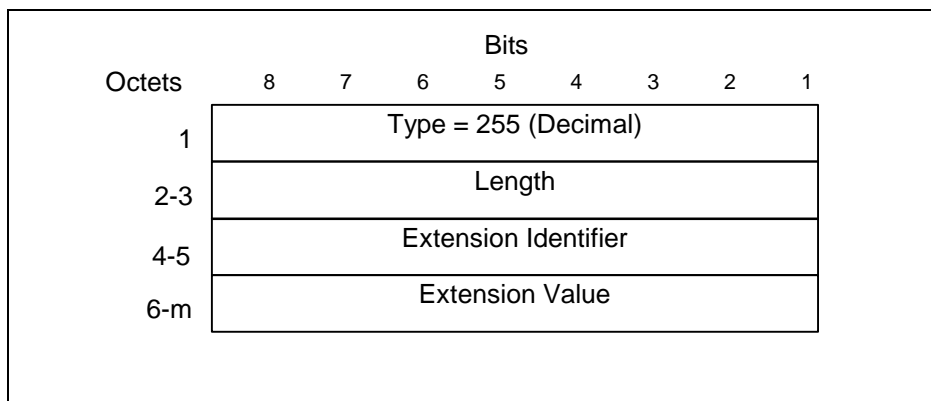 Bits
Octets 8 7 6 5 4 3 2 1
1 Type = 255 (Decimal)
2-3 Length
4-5 Extension Identifier
6-m Extension Value